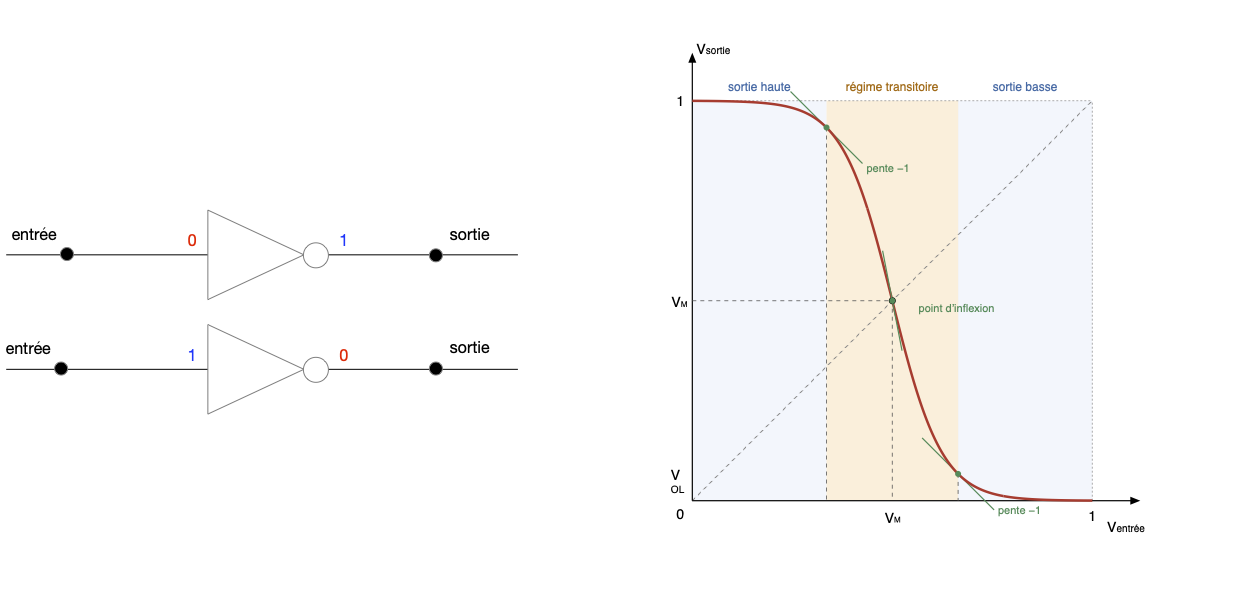 entrée
0
1
sortie
entrée
1
0
sortie
Vsortie
sortie haute
régime transitoire
sortie basse
1
pente −1
VM
point d'inflexion
V
OL
0
VM
pente −1
1
Ventrée